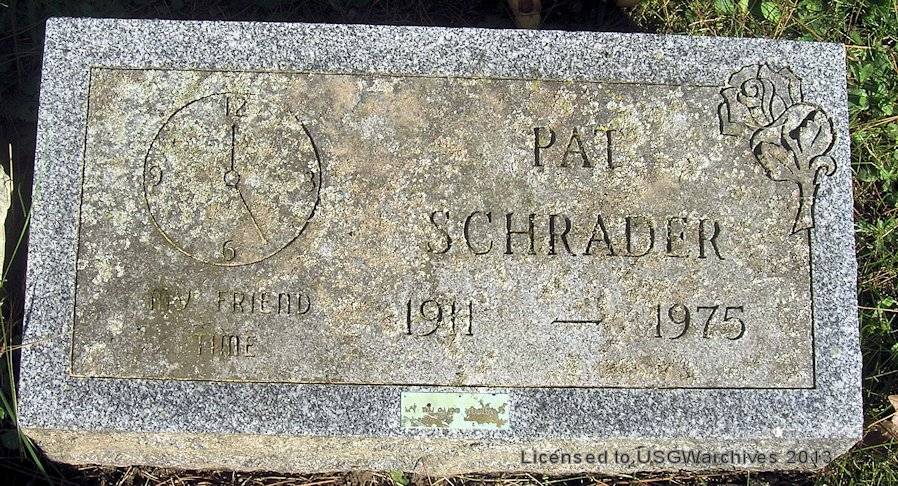 12
9
3
6
MY FRIEND
TIME
PAT
SCHRADER
1911 — 1975
Licensed to USGWarchives 2013